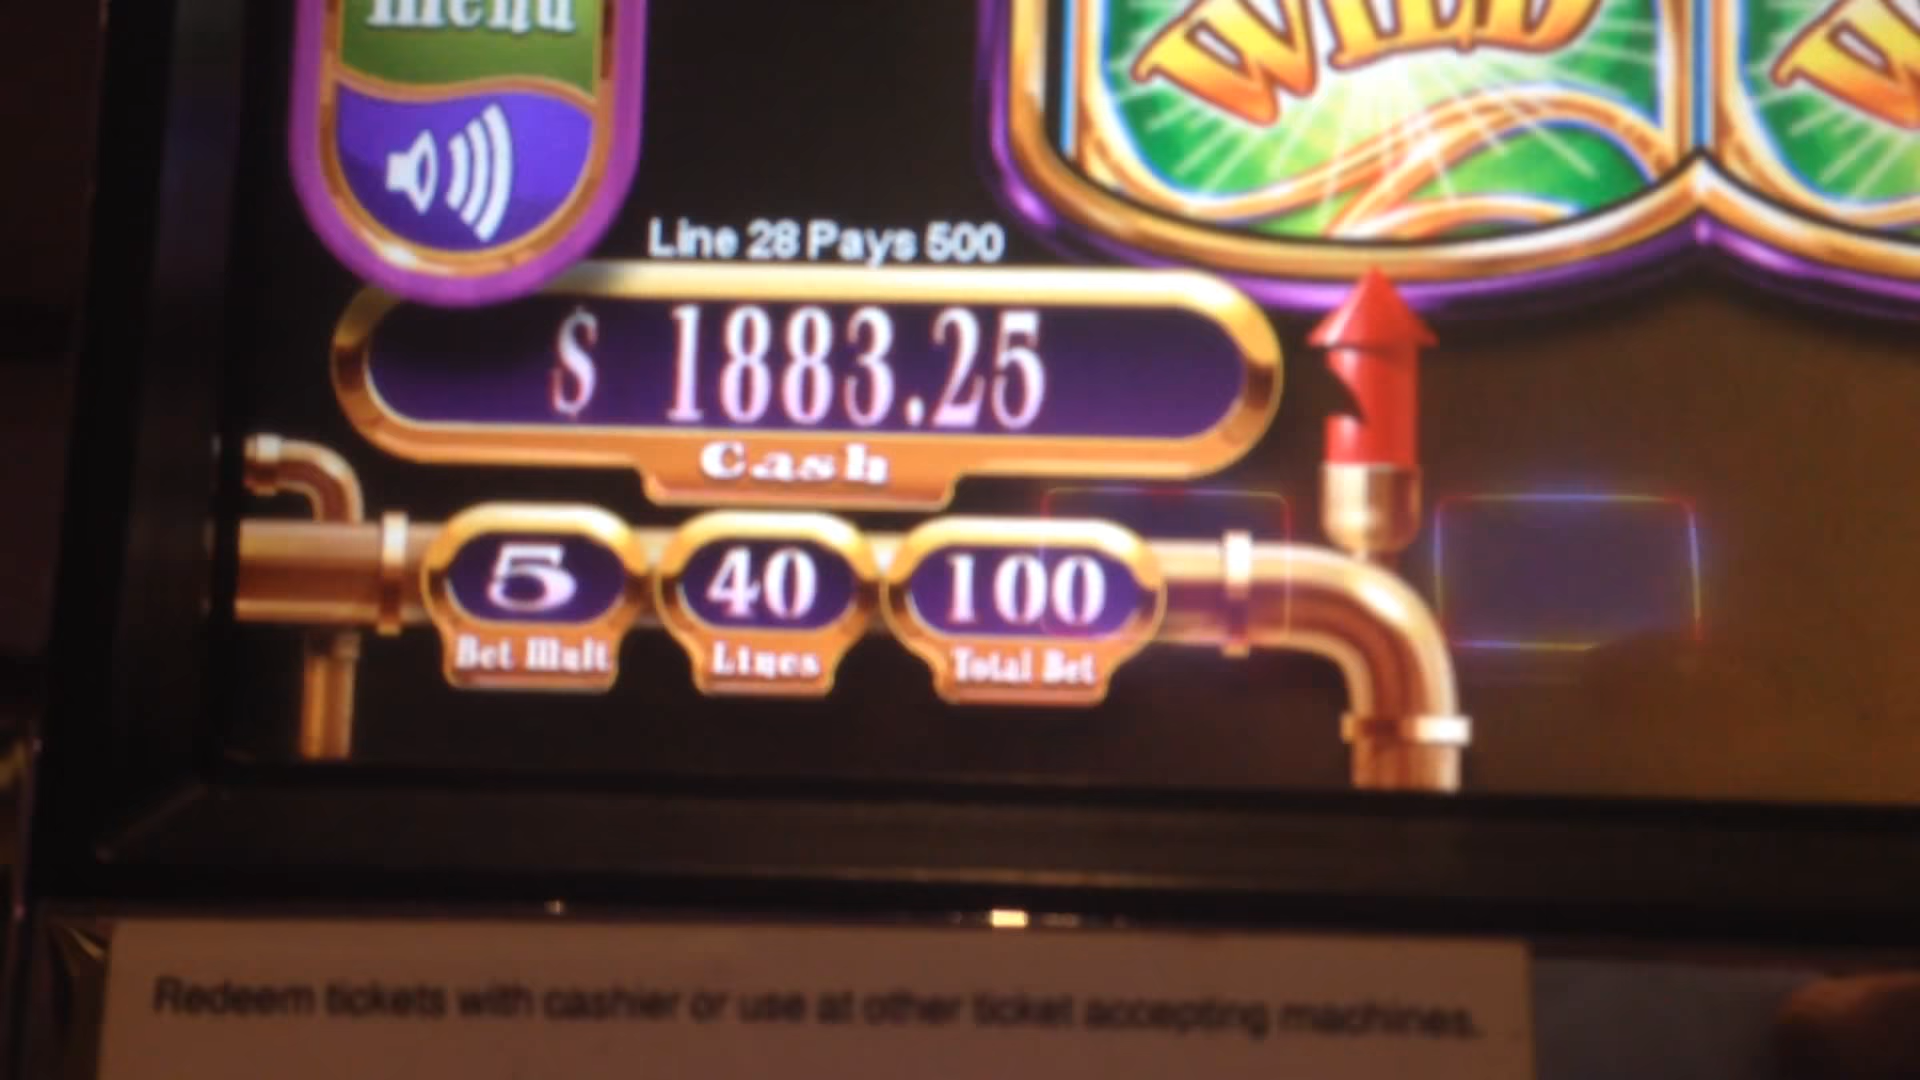 menu
WILD
W
Line 28 Pays 500
$ 1883.25
Cash
5 40 100
Bet Mult Lines Total Bet
Redeem tickets with cashier or use at other ticket accepting machines.